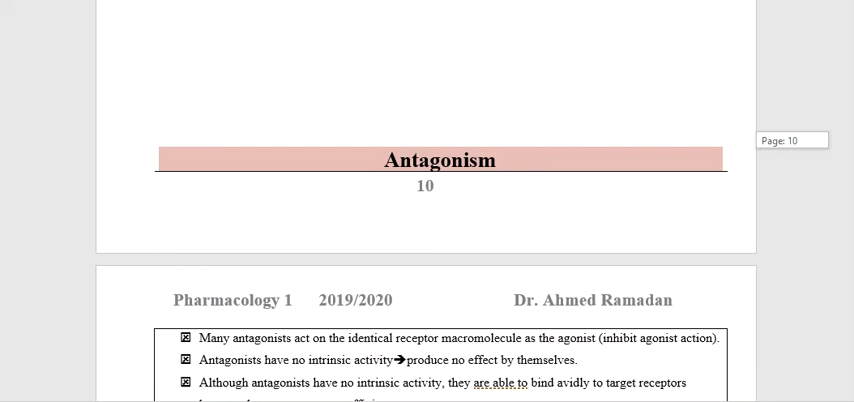 Antagonism
10
Page: 10
Pharmacology 1 2019/2020 Dr. Ahmed Ramadan
Many antagonists act on the identical receptor macromolecule as the agonist (inhibit agonist action).
Antagonists have no intrinsic activity➔produce no effect by themselves.
Although antagonists have no intrinsic activity, they are able to bind avidly to target receptors